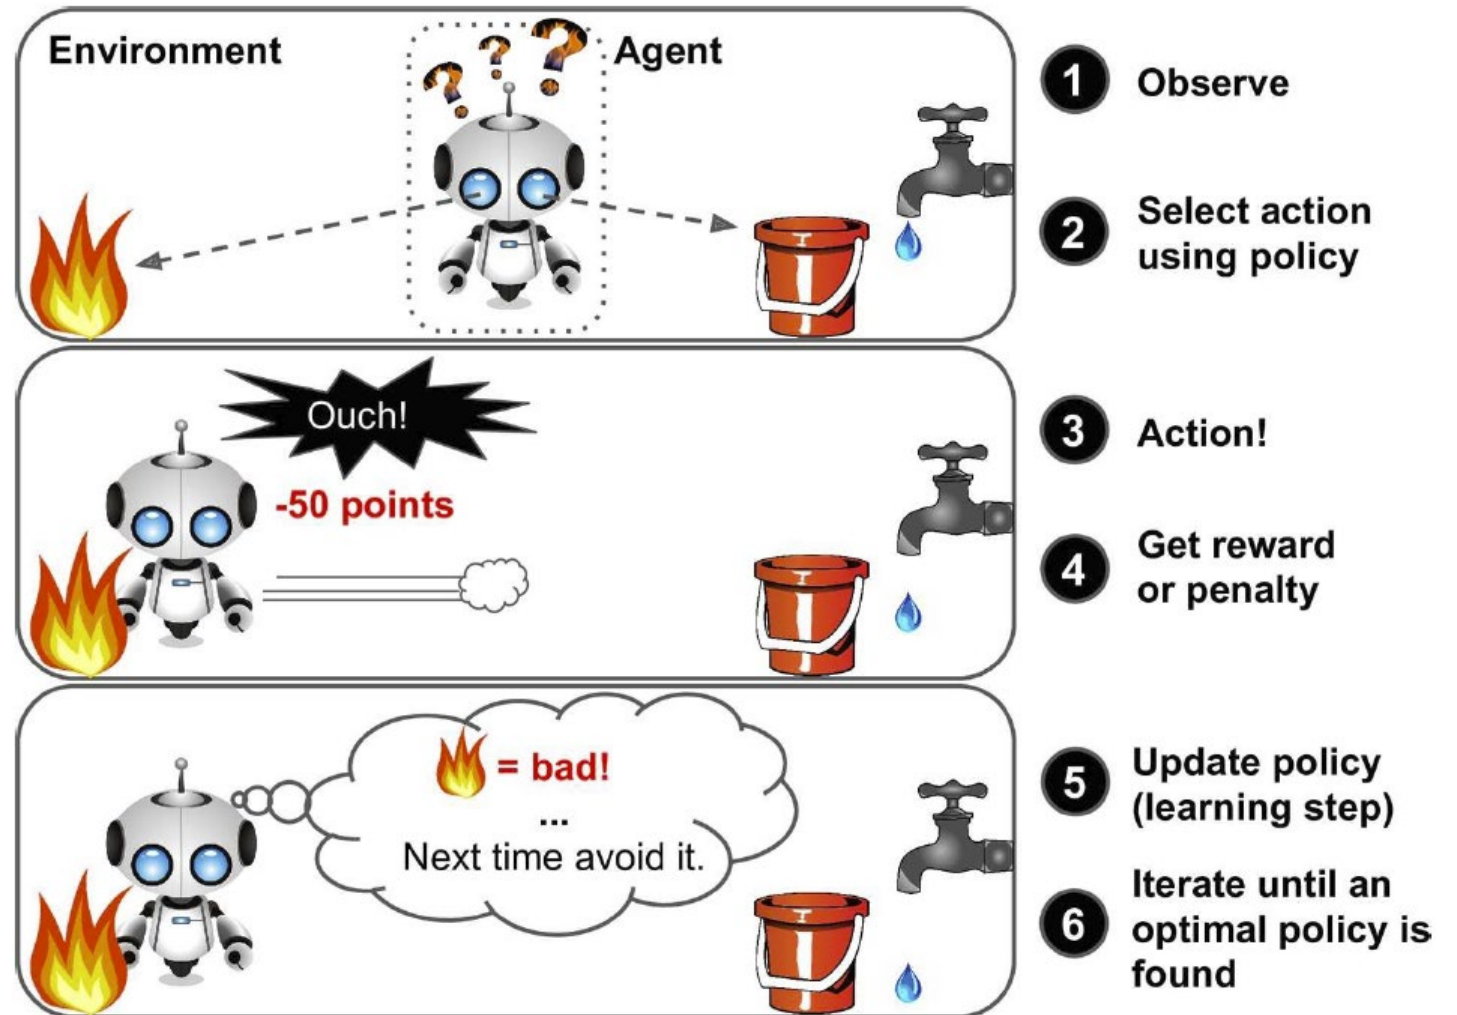 Environment
Agent
? ? ?
1 Observe
2 Select action
using policy
Ouch!
-50 points
3 Action!
4 Get reward
or penalty
= bad!
...
Next time avoid it.
5 Update policy
(learning step)
6 Iterate until an
optimal policy is
found